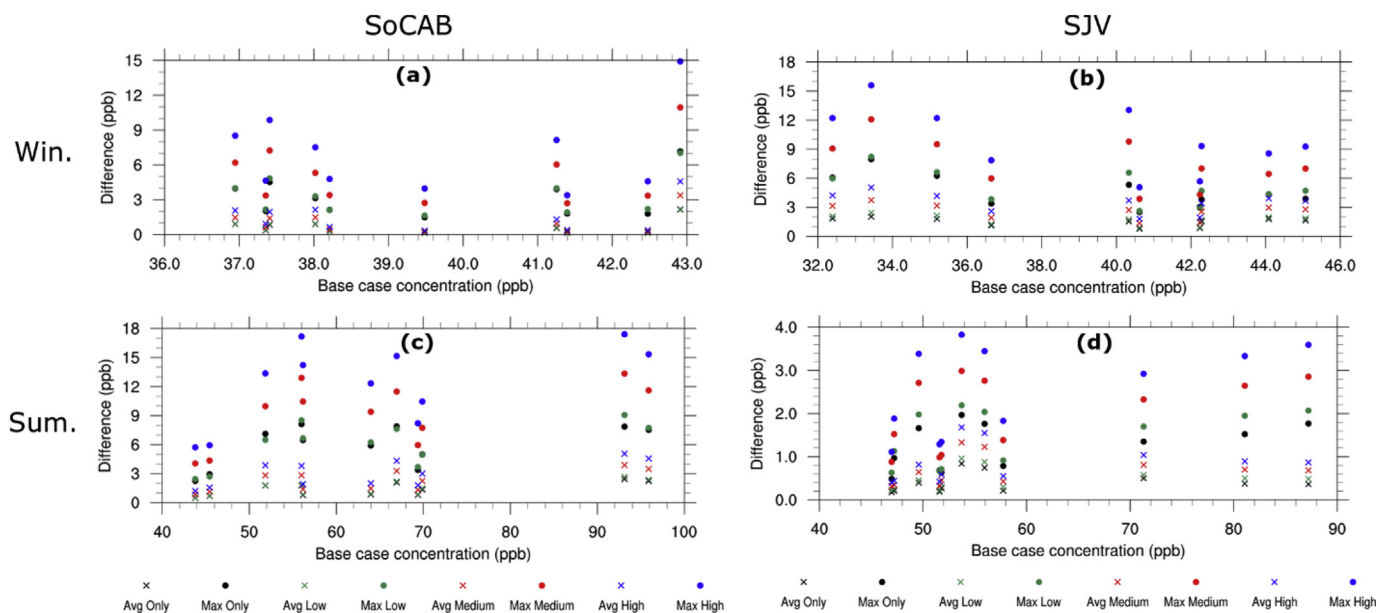 SoCAB
SJV
Win.
Sum.
(a)
Difference (ppb)
15
12
9
6
3
0
36.0 37.0 38.0 39.0 40.0 41.0 42.0 43.0
Base case concentration (ppb)
(b)
Difference (ppb)
18
15
12
9
6
3
0
32.0 34.0 36.0 38.0 40.0 42.0 44.0 46.0
Base case concentration (ppb)
(c)
Difference (ppb)
18
15
12
9
6
3
0
40 50 60 70 80 90 100
Base case concentration (ppb)
(d)
Difference (ppb)
4.0
3.0
2.0
1.0
0.0
40 50 60 70 80 90
Base case concentration (ppb)
Avg Only Max Only Avg Low Max Low Avg Medium Max Medium Avg High Max High
Avg Only Max Only Avg Low Max Low Avg Medium Max Medium Avg High Max High